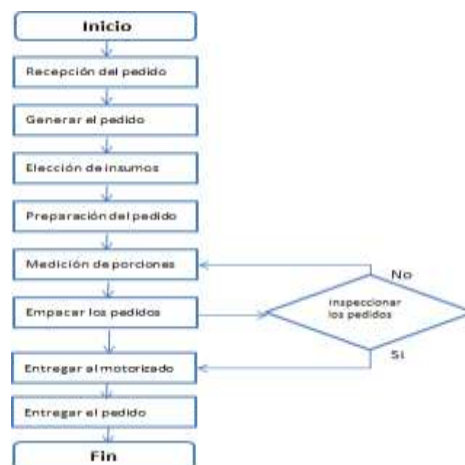 Inicio
Recepción del pedido
Generar el pedido
Elección de insumos
Preparación del pedido
Medición de porciones
No
Empacar los pedidos
inspeccionar
los pedidos
Si
Entregar al motorizado
Entregar el pedido
Fin